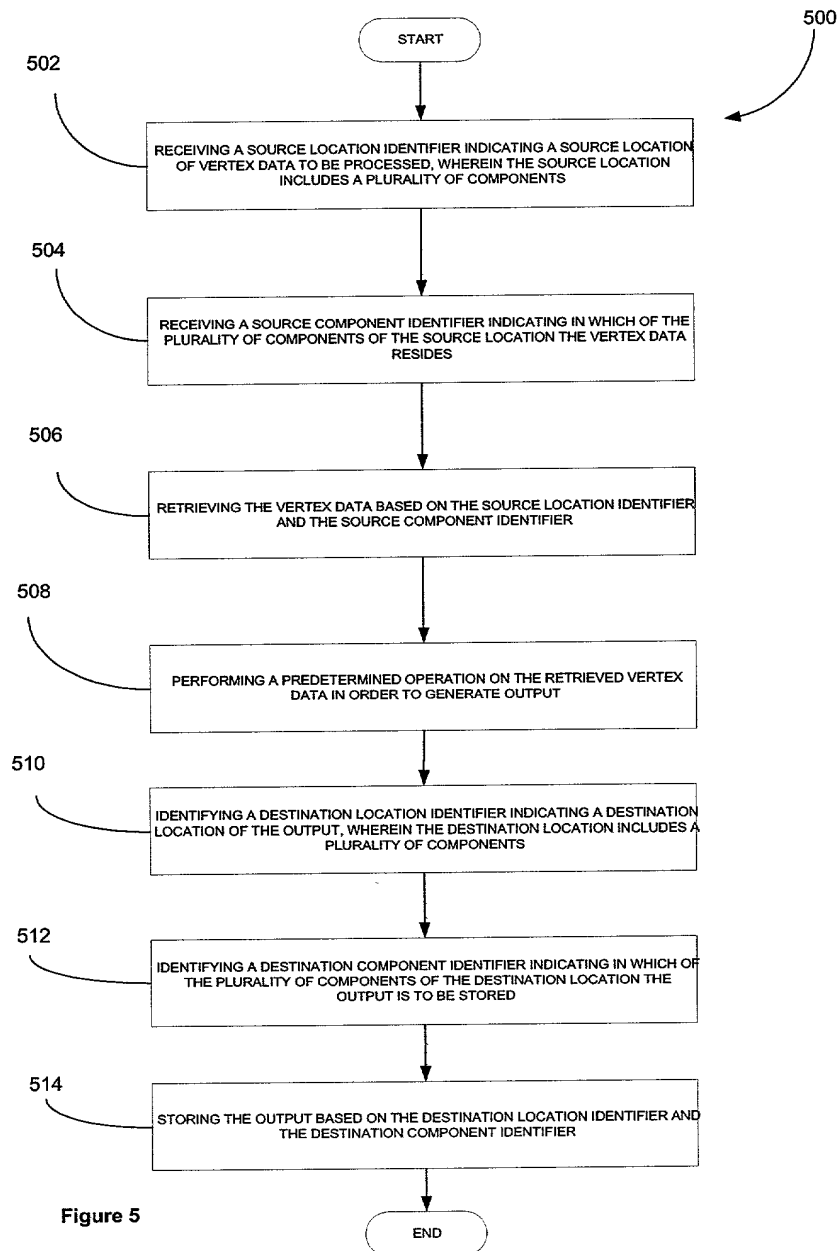 500
START
502
RECEIVING A SOURCE LOCATION IDENTIFIER INDICATING A SOURCE LOCATION
OF VERTEX DATA TO BE PROCESSED, WHEREIN THE SOURCE LOCATION
INCLUDES A PLURALITY OF COMPONENTS
504
RECEIVING A SOURCE COMPONENT IDENTIFIER INDICATING IN WHICH OF THE
PLURALITY OF COMPONENTS OF THE SOURCE LOCATION THE VERTEX DATA
RESIDES
506
RETRIEVING THE VERTEX DATA BASED ON THE SOURCE LOCATION IDENTIFIER
AND THE SOURCE COMPONENT IDENTIFIER
508
PERFORMING A PREDETERMINED OPERATION ON THE RETRIEVED VERTEX
DATA IN ORDER TO GENERATE OUTPUT
510
IDENTIFYING A DESTINATION LOCATION IDENTIFIER INDICATING A DESTINATION
LOCATION OF THE OUTPUT, WHEREIN THE DESTINATION LOCATION INCLUDES A
PLURALITY OF COMPONENTS
512
IDENTIFYING A DESTINATION COMPONENT IDENTIFIER INDICATING IN WHICH OF
THE PLURALITY OF COMPONENTS OF THE DESTINATION LOCATION THE
OUTPUT IS TO BE STORED
514
STORING THE OUTPUT BASED ON THE DESTINATION LOCATION IDENTIFIER AND
THE DESTINATION COMPONENT IDENTIFIER
Figure 5
END